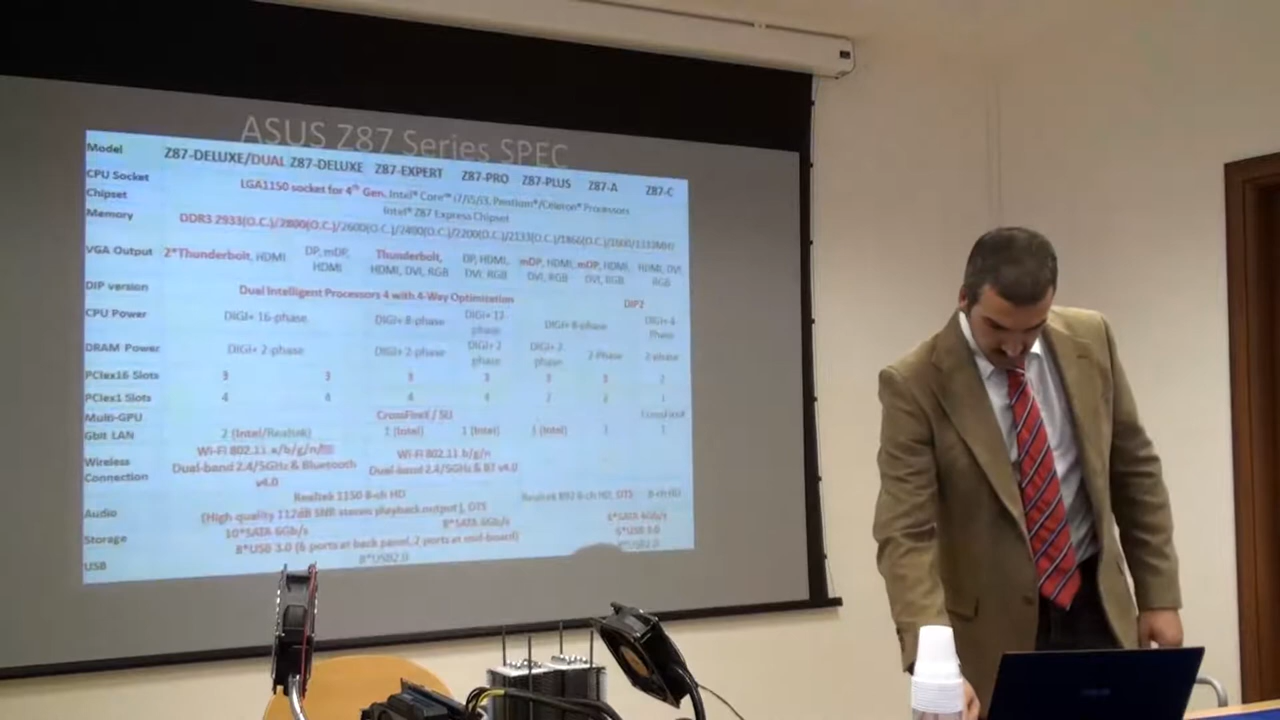 ASUS Z87 Series SPEC
Model Z87-DELUXE/DUAL Z87-DELUXE Z87-EXPERT Z87-PRO Z87-PLUS Z87-A Z87-C
CPU Socket LGA1150 socket for 4th Gen. Intel® Core™ i7/i5/i3, Pentium®/Celeron® Processors
Chipset Intel® Z87 Express Chipset
Memory DDR3 2933(O.C.)/2800(O.C.)/2600(O.C.)/2400(O.C.)/2200(O.C.)/2133(O.C.)/1866(O.C.)/1600/1333MHz
VGA Output 2*Thunderbolt, HDMI DP, mDP, Thunderbolt, DP, HDMI, mDP, HDMI, mDP, HDMI, HDMI, DVI,
HDMI HDMI, DVI, RGB DVI, RGB DVI, RGB DVI, RGB RGB
DIP version Dual Intelligent Processors 4 with 4-Way Optimization DIP2
CPU Power DIGI+ 16-phase DIGI+ 8-phase DIGI+ 12-phase DIGI+ 8-phase DIGI+ 4 Phase
DRAM Power DIGI+ 2-phase DIGI+ 2-phase DIGI+ 2 phase DIGI+ 2 phase 2-Phase 2-phase
PCIex16 Slots 3 3 3 3 3 3 2
PCIex1 Slots 4 4 4 4 2 2 1
Multi-GPU CrossFireX / SLI CrossFireX
Gbit LAN 2 (Intel/Realtek) 1 (Intel) 1 (Intel) 1 (Intel) 1 1
Wireless Connection Wi-Fi 802.11 a/b/g/n/ Wi-Fi 802.11 b/g/n
Dual-band 2.4/5GHz & Bluetooth v4.0 Dual-band 2.4/5GHz & BT v4.0
Audio Realtek 1150 8-ch HD Realtek 892 8-ch HD, DTS 8-ch HD
(High quality 112dB SNR stereo playback output), DTS
Storage 10*SATA 6Gb/s 8*SATA 6Gb/s 6*SATA 6Gb/s
USB 8*USB 3.0 (6 ports at back panel, 2 ports at mid-board) 6*USB 3.0
8*USB2.0 8*USB2.0